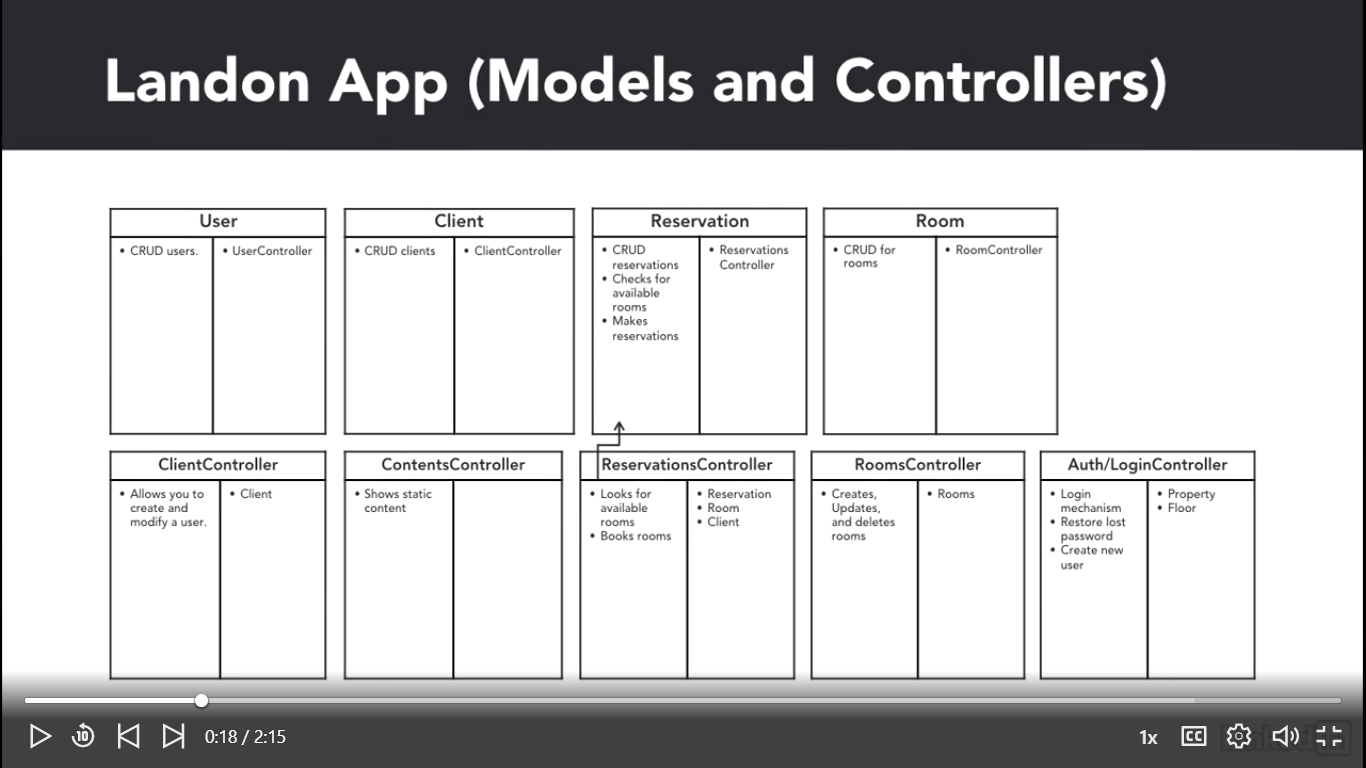 Landon App (Models and Controllers)
User
• CRUD users.
• UserController
Client
• CRUD clients
• ClientController
Reservation
• CRUD
reservations
• Checks for
available
rooms
• Makes
reservations
• Reservations
Controller
Room
• CRUD for
rooms
• RoomController
ClientController
• Allows you to
create and
modify a user.
• Client
ContentsController
• Shows static
content
ReservationsController
• Looks for
available
rooms
• Books rooms
• Reservation
• Room
• Client
RoomsController
• Creates,
Updates,
and deletes
rooms
• Rooms
Auth/LoginController
• Login
mechanism
• Restore lost
password
• Create new
user
• Property
• Floor
10
0:18 / 2:15
1x
CC